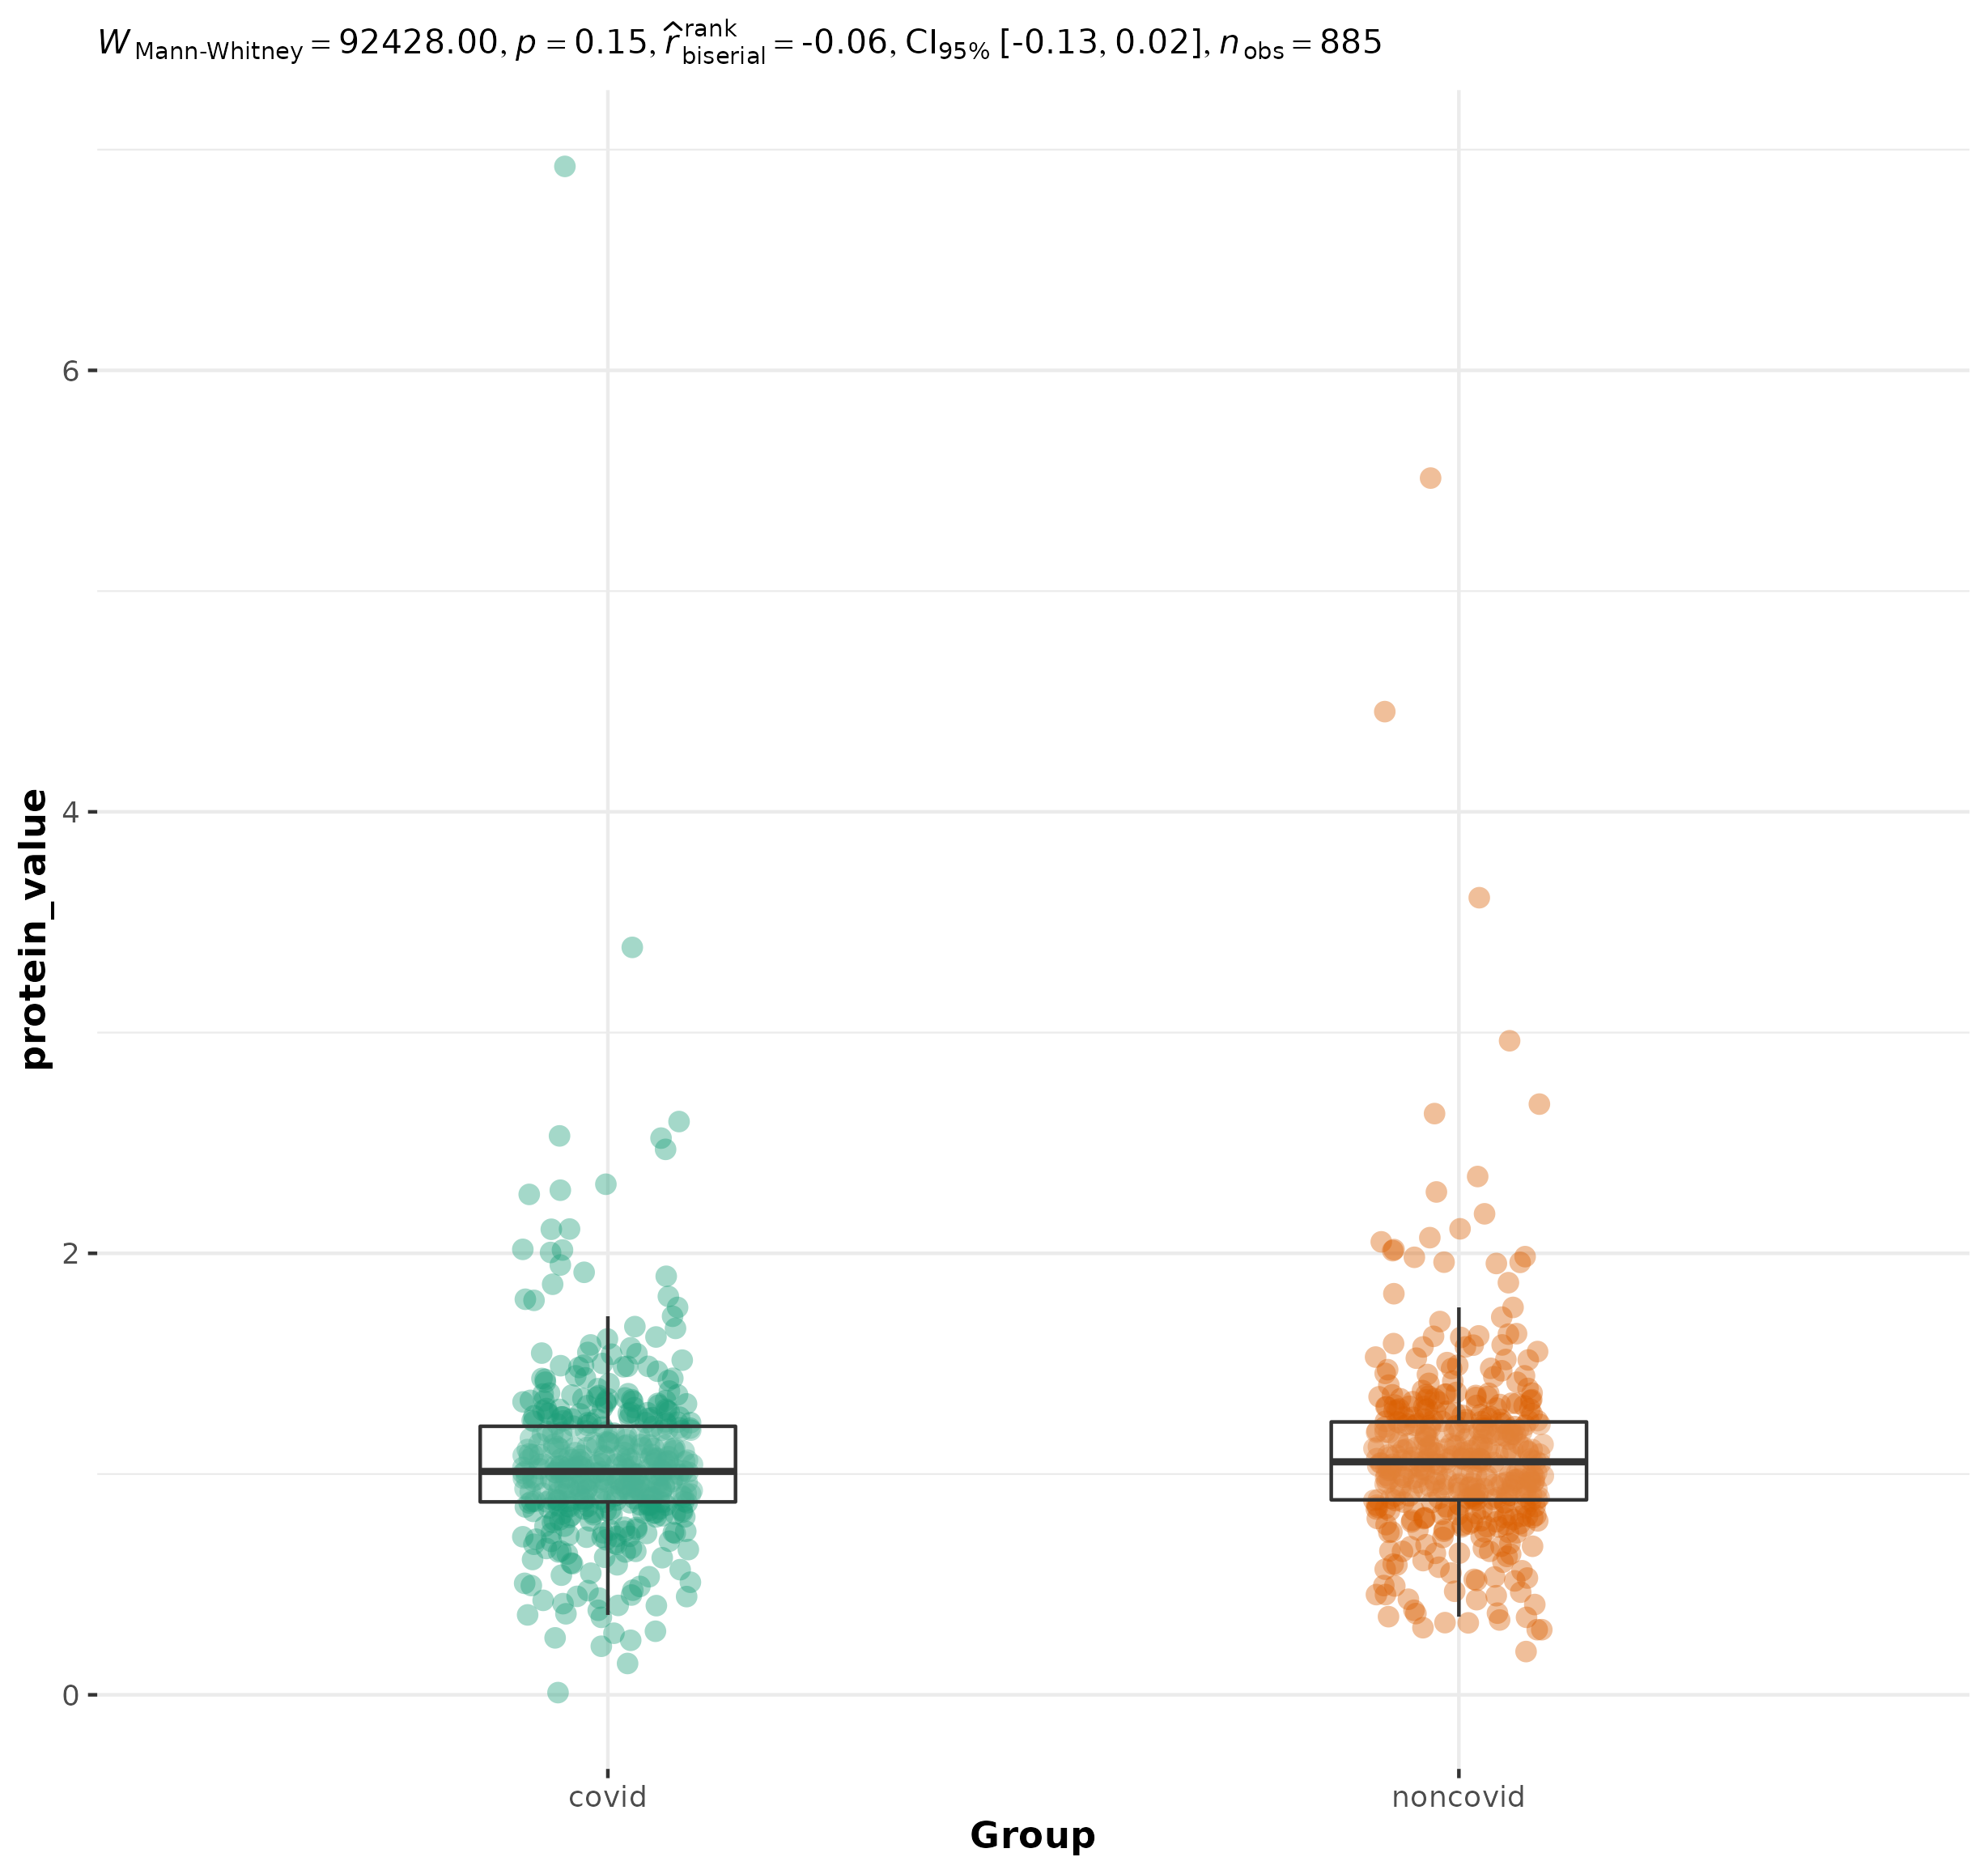 W Mann-Whitney = 92428.00, p = 0.15, r̂ rank biserial = -0.06, CI95% [-0.13, 0.02], n obs = 885
6
4
2
0
protein_value
covid noncovid
Group